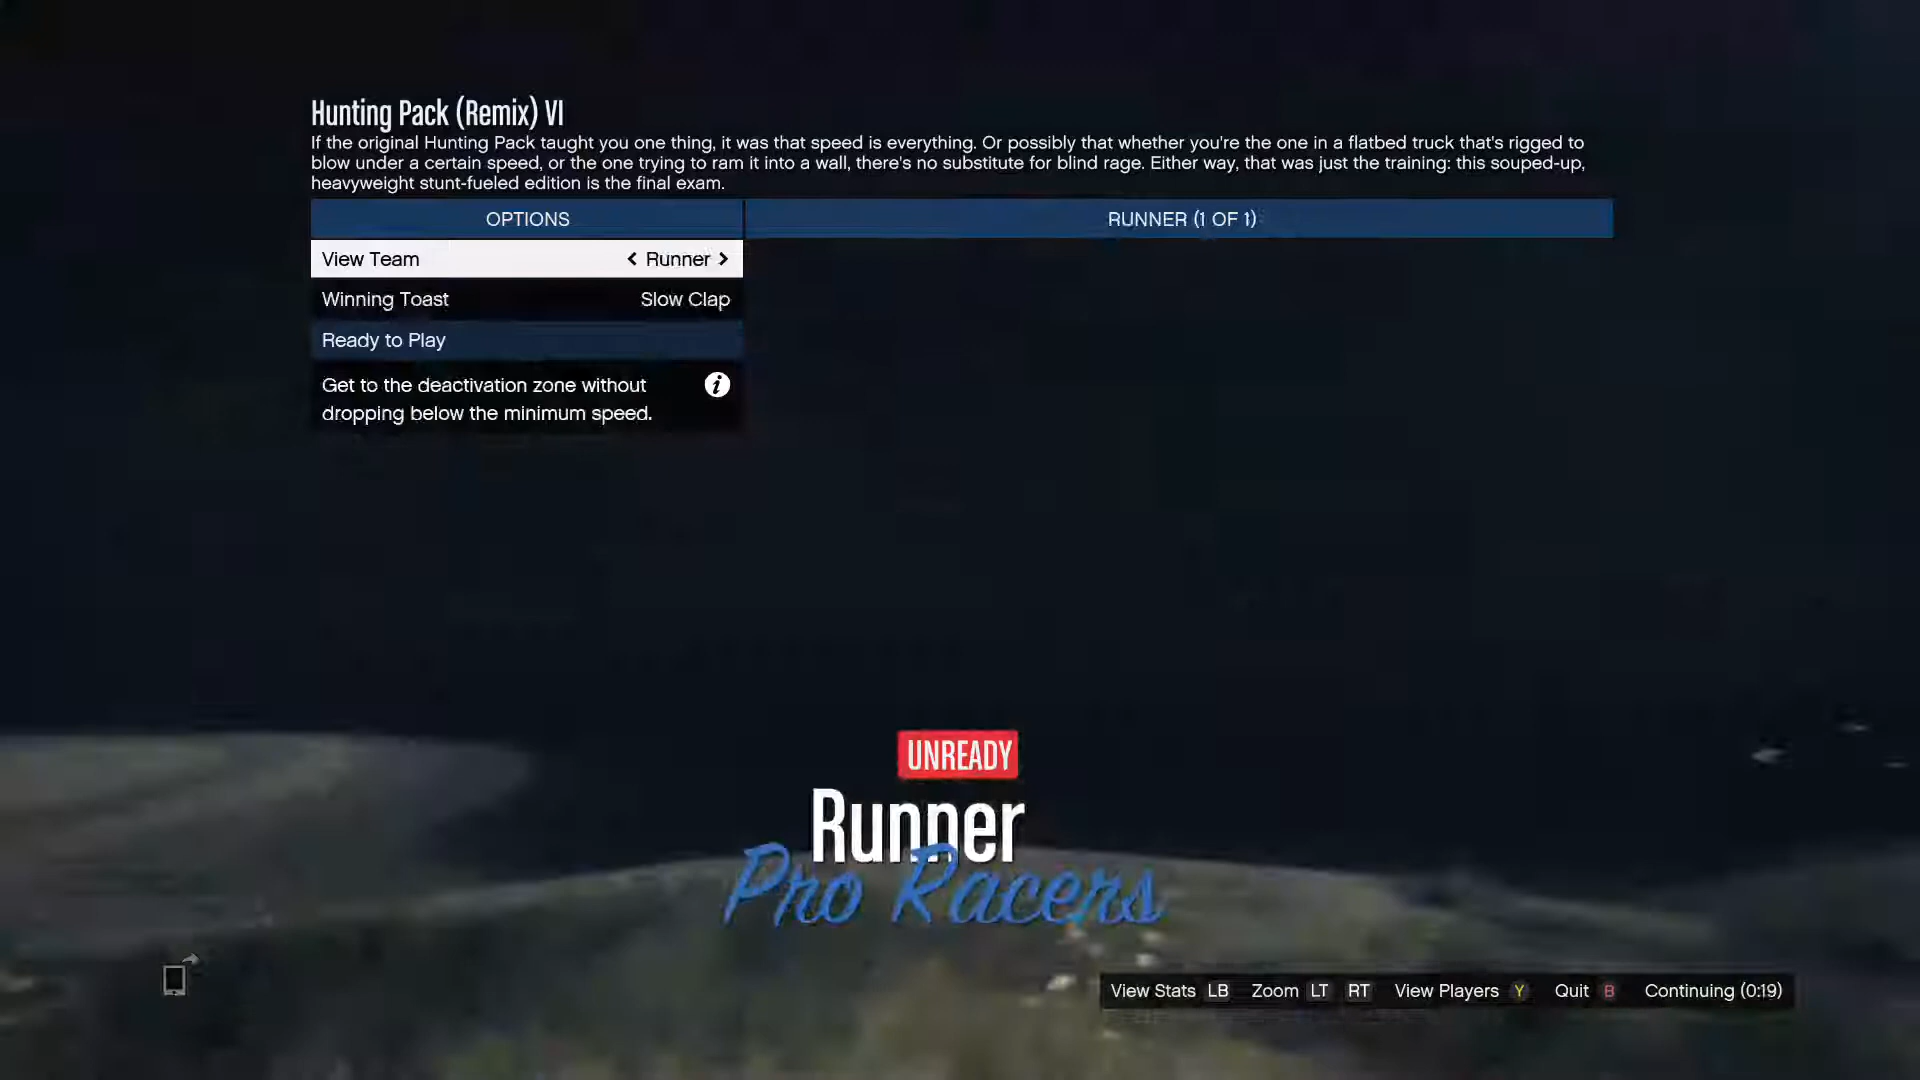 Hunting Pack (Remix) VI
If the original Hunting Pack taught you one thing, it was that speed is everything. Or possibly that whether you're the one in a flatbed truck that's rigged to
blow under a certain speed, or the one trying to ram it into a wall, there's no substitute for blind rage. Either way, that was just the training: this souped-up,
heavyweight stunt-fueled edition is the final exam.
OPTIONS
RUNNER (1 OF 1)
View Team < Runner >
Winning Toast Slow Clap
Ready to Play
Get to the deactivation zone without
dropping below the minimum speed.
UNREADY
Runner
Pro Racers
View Stats LB Zoom LT RT View Players Y Quit B Continuing (0:19)